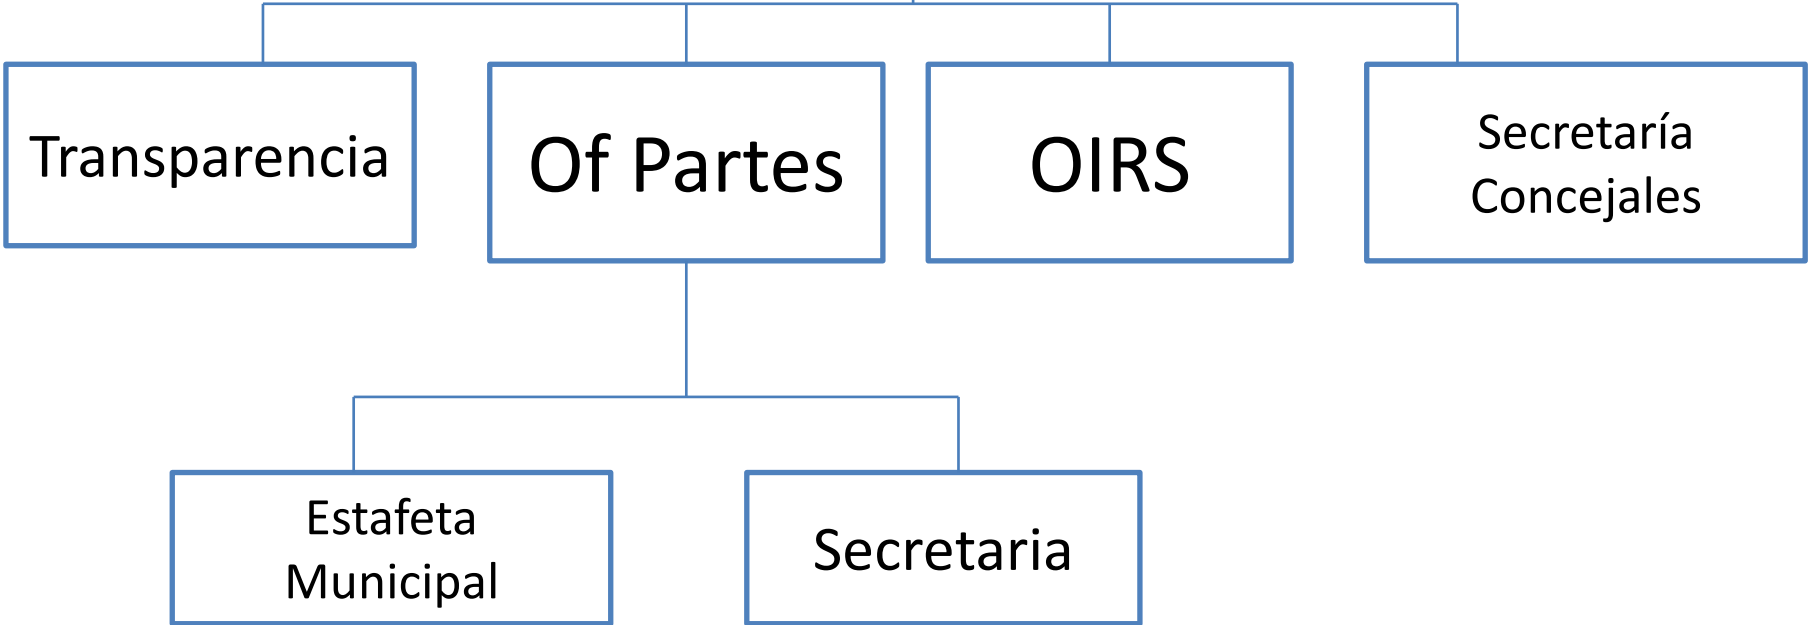 Transparencia
Of Partes
OIRS
Secretaría
Concejales
Estafeta
Municipal
Secretaria